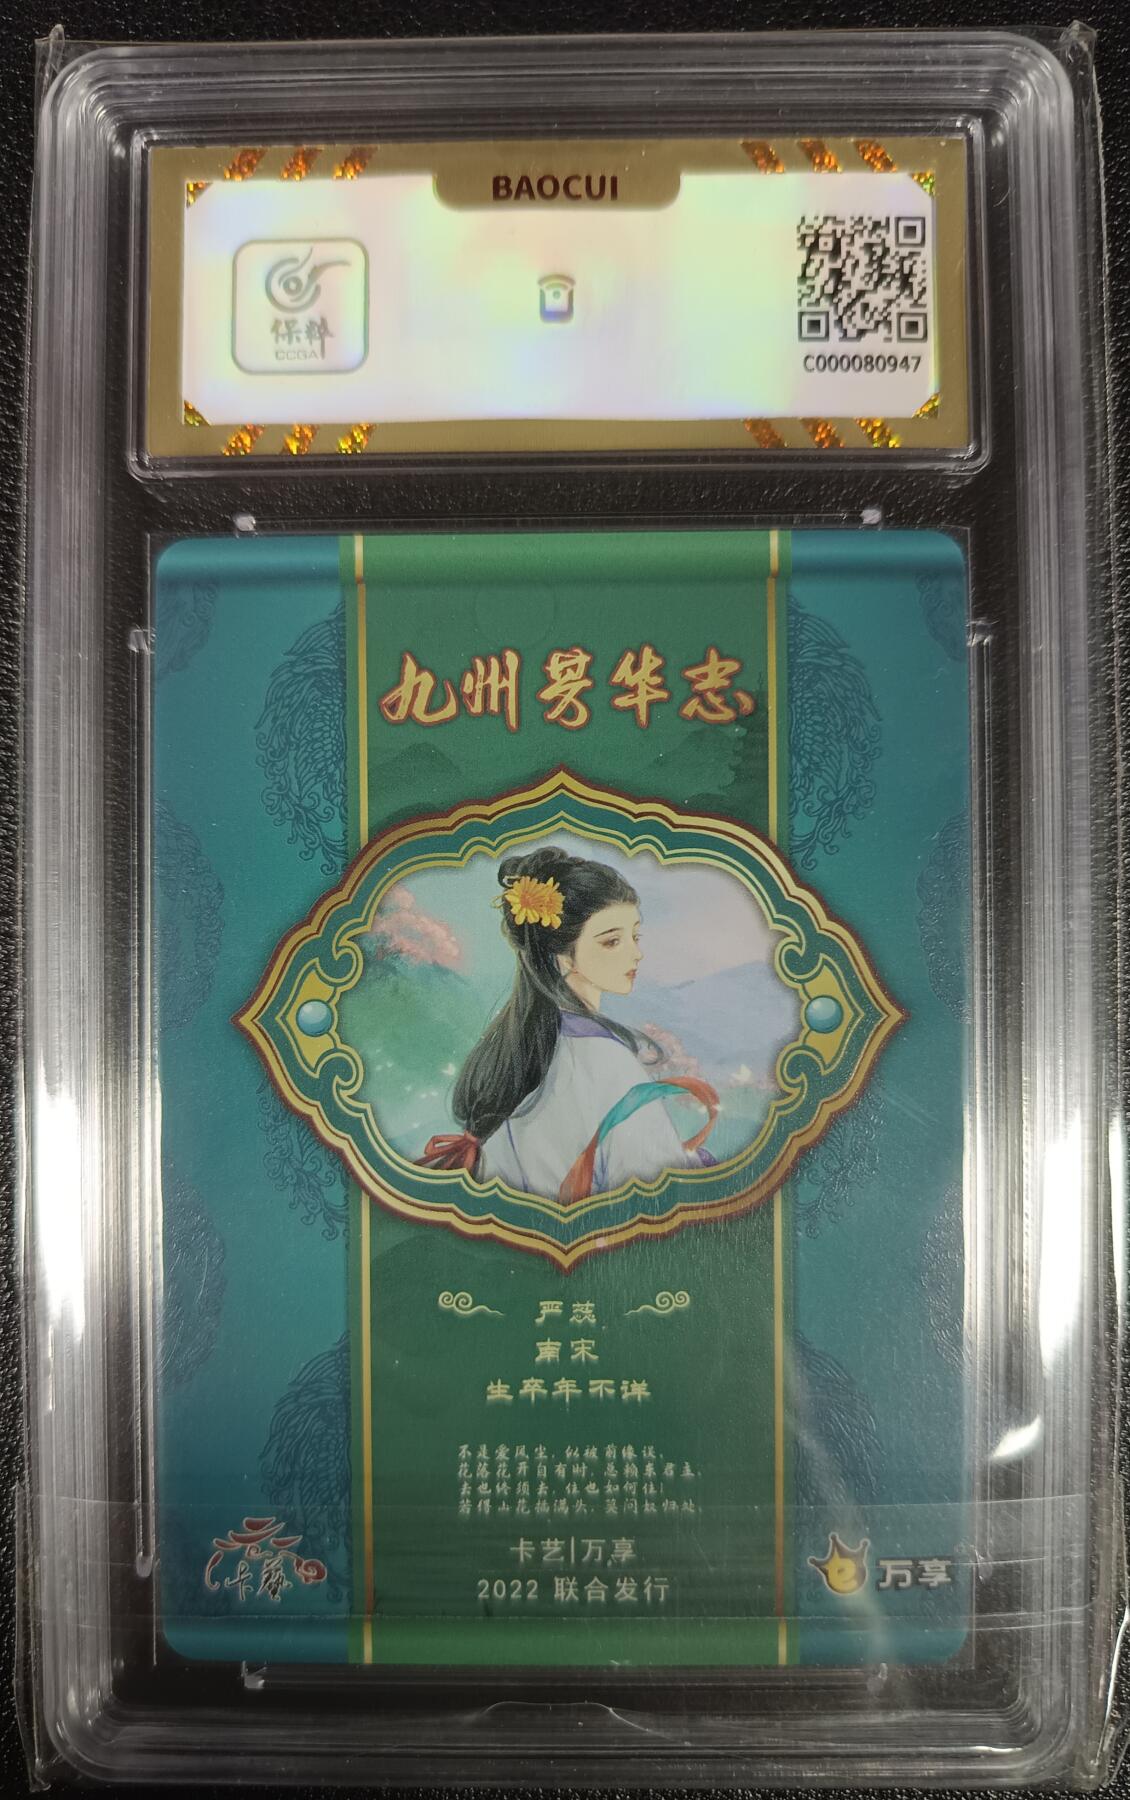 BAOCUI
保粹
CCGA
C000080947
九州芳华志
严蕊
南宋
生卒年不详
不是爱风尘，似被前缘误。
花落花开自有时，总赖东君主。
去也终须去，住也如何住！
若得山花插满头，莫问奴归处。
卡艺|万享
2022 联合发行
卡藝
e 万享